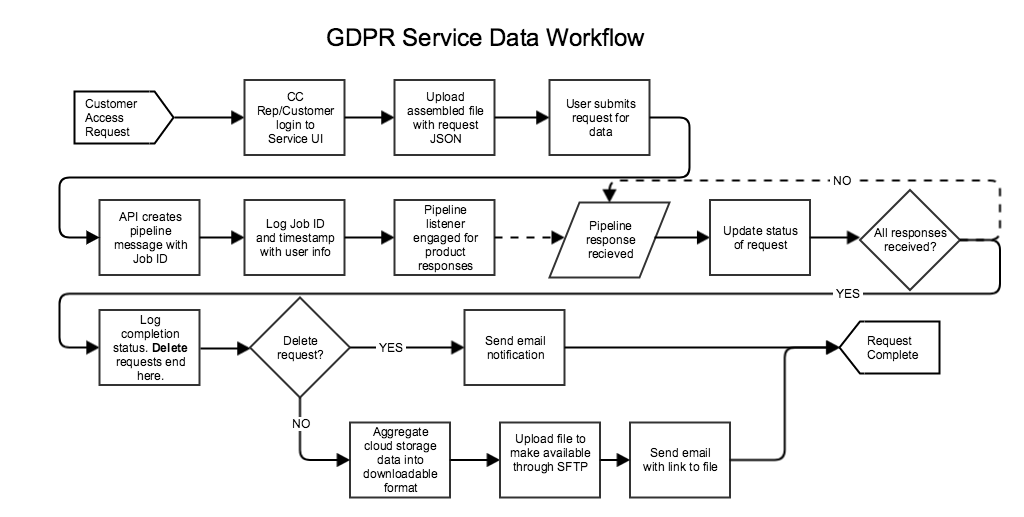 GDPR Service Data Workflow
Customer
Access
Request
CC
Rep/Customer
login to
Service UI
Upload
assembled file
with request
JSON
User submits
request for
data
NO
API creates
pipeline
message with
Job ID
Log Job ID
and timestamp
with user info
Pipeline
listener
engaged for
product
responses
Pipeline
response
recieved
Update status
of request
All responses
received?
YES
Log
completion
status. Delete
requests end
here.
Delete
request?
YES
Send email
notification
Request
Complete
NO
Aggregate
cloud storage
data into
downloadable
format
Upload file to
make available
through SFTP
Send email
with link to file